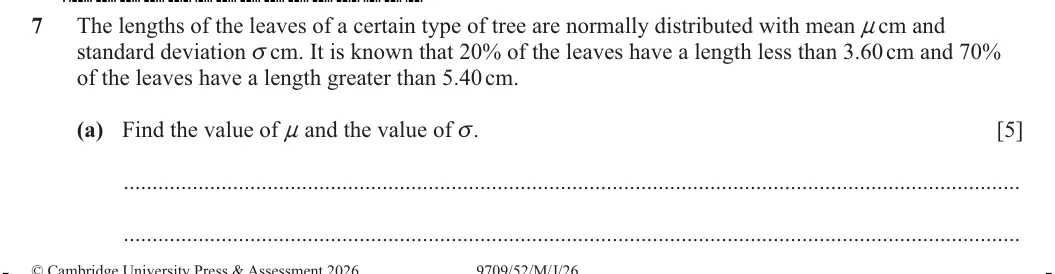 7 The lengths of the leaves of a certain type of tree are normally distributed with mean μ cm and
standard deviation σ cm. It is known that 20% of the leaves have a length less than 3.60 cm and 70%
of the leaves have a length greater than 5.40 cm.
(a) Find the value of μ and the value of σ. [5]
© Cambridge University Press & Assessment 2026 9709/52/M/J/26